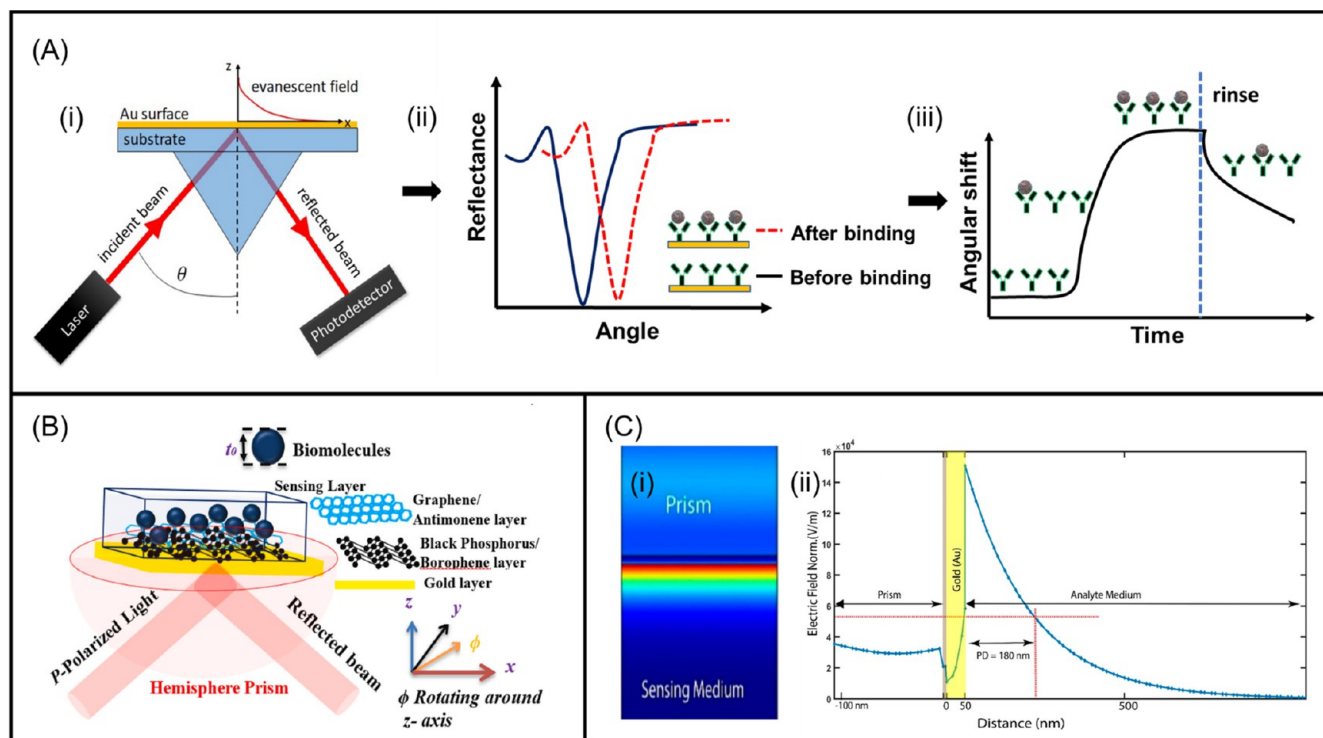 (A)
(i)
z
evanescent field
Au surface
x
substrate
incident beam
reflected beam
θ
Laser
Photodetector
(ii)
Reflectance
Angle
After binding
Before binding
(iii)
rinse
Angular shift
Time
(B)
t₀
Biomolecules
Sensing Layer
Graphene/
Antimonene layer
Black Phosphorus/
Borophene layer
Gold layer
P-Polarized Light
Reflected beam
Hemisphere Prism
z
y
ϕ
x
ϕ Rotating around
z- axis
(C)
(i)
Prism
Sensing Medium
(ii)
×10⁴
16
14
12
10
8
6
4
2
0
Electric Field Norm.(V/m)
Prism
Gold (Au)
Analyte Medium
PD = 180 nm
-100 nm
0
50
500
Distance (nm)